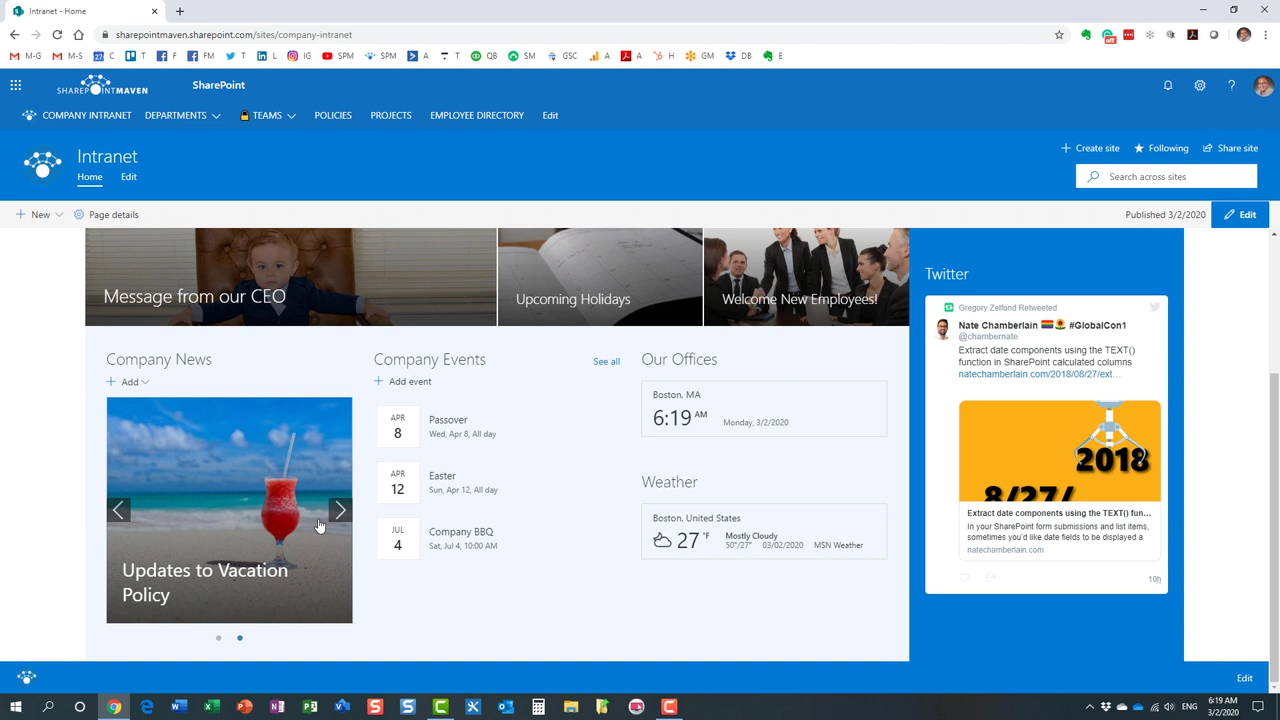 Intranet - Home
sharepointmaven.sharepoint.com/sites/company-intranet
M-G M-S C T F FM T L IG SPM SPM A T QB SM GSC A A H GM DB E
SHAREPOINTMAVEN
SharePoint
COMPANY INTRANET DEPARTMENTS TEAMS POLICIES PROJECTS EMPLOYEE DIRECTORY Edit
Intranet
Home Edit
Create site Following Share site
Search across sites
New Page details
Published 3/2/2020 Edit
Message from our CEO
Upcoming Holidays
Welcome New Employees!
Company News
Add
Updates to Vacation
Policy
Company Events
See all
Add event
APR
8
Passover
Wed, Apr 8, All day
APR
12
Easter
Sun, Apr 12, All day
JUL
4
Company BBQ
Sat, Jul 4, 10:00 AM
Our Offices
Boston, MA
6:19 AM
Monday, 3/2/2020
Weather
Boston, United States
27 °F
Mostly Cloudy
50°/27° 03/02/2020 MSN Weather
Twitter
Gregory Zelfond Retweeted
Nate Chamberlain #GlobalCon1
@chambernate
Extract date components using the TEXT()
function in SharePoint calculated columns
natechamberlain.com/2018/08/27/ext...
2018
8/27/
Extract date components using the TEXT() fun...
In your SharePoint form submissions and list items,
sometimes you'd like date fields to be displayed a
natechamberlain.com
10h
Edit
ENG
6:19 AM
3/2/2020